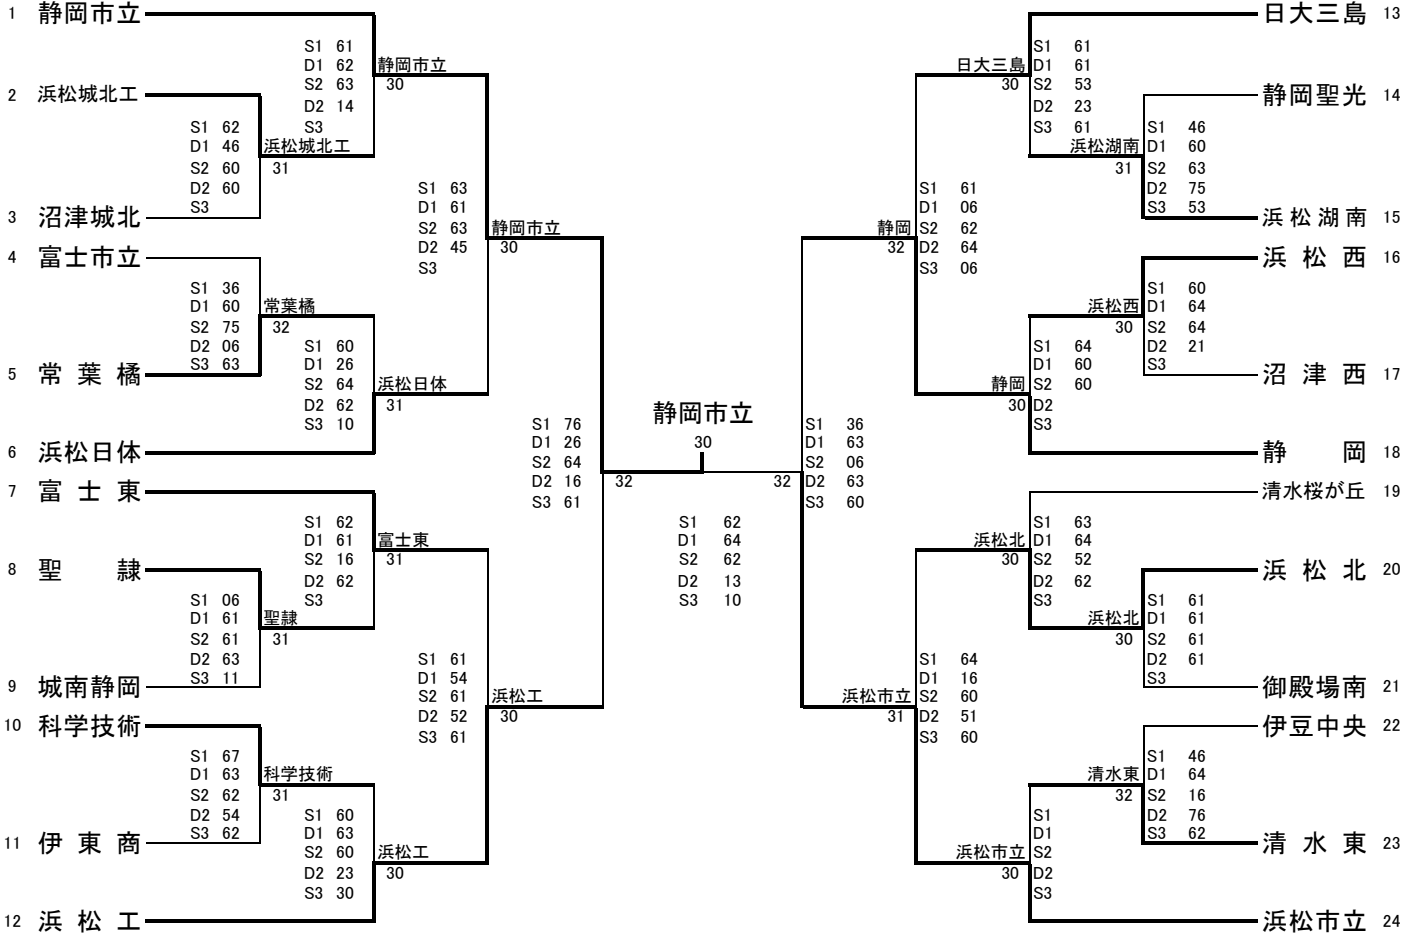 1 静岡市立
2 浜松城北工
3 沼津城北
4 富士市立
5 常葉橘
6 浜松日体
7 富士東
8 聖隷
9 城南静岡
10 科学技術
11 伊東商
12 浜松工
S1 62
D1 46
S2 60
D2 60
S3
浜松城北工
31
S1 36
D1 60
S2 75
D2 06
S3 63
常葉橘
32
S1 06
D1 61
S2 61
D2 63
S3 11
聖隷
31
S1 67
D1 63
S2 62
D2 54
S3 62
科学技術
31
S1 61
D1 62
S2 63
D2 14
S3
静岡市立
30
S1 60
D1 26
S2 64
D2 62
S3 10
浜松日体
31
S1 62
D1 61
S2 16
D2 62
S3
富士東
31
S1 60
D1 63
S2 60
D2 23
S3 30
浜松工
30
S1 63
D1 61
S2 63
D2 45
S3
静岡市立
30
S1 61
D1 54
S2 61
D2 52
S3 61
浜松工
30
S1 76
D1 26
S2 64
D2 16
S3 61
32
静岡市立
30
S1 62
D1 64
S2 62
D2 13
S3 10
32
S1 36
D1 63
S2 06
D2 63
S3 60
静岡
32
S1 61
D1 06
S2 62
D2 64
S3 06
浜松市立
31
S1 64
D1 16
S2 60
D2 51
S3 60
日大三島
30
S1 61
D1 61
S2 53
D2 23
S3 61
静岡
30
S1 64
D1 60
S2 60
D2
S3
浜松北
30
S1 63
D1 64
S2 52
D2 62
S3
浜松市立
30
S1
D1
S2
D2
S3
浜松湖南
31
S1 46
D1 60
S2 63
D2 75
S3 53
浜松西
30
S1 60
D1 64
S2 64
D2 21
S3
浜松北
30
S1 61
D1 61
S2 61
D2 61
S3
清水東
32
S1 46
D1 64
S2 16
D2 76
S3 62
日大三島 13
静岡聖光 14
浜松湖南 15
浜松西 16
沼津西 17
静岡 18
清水桜が丘 19
浜松北 20
御殿場南 21
伊豆中央 22
清水東 23
浜松市立 24